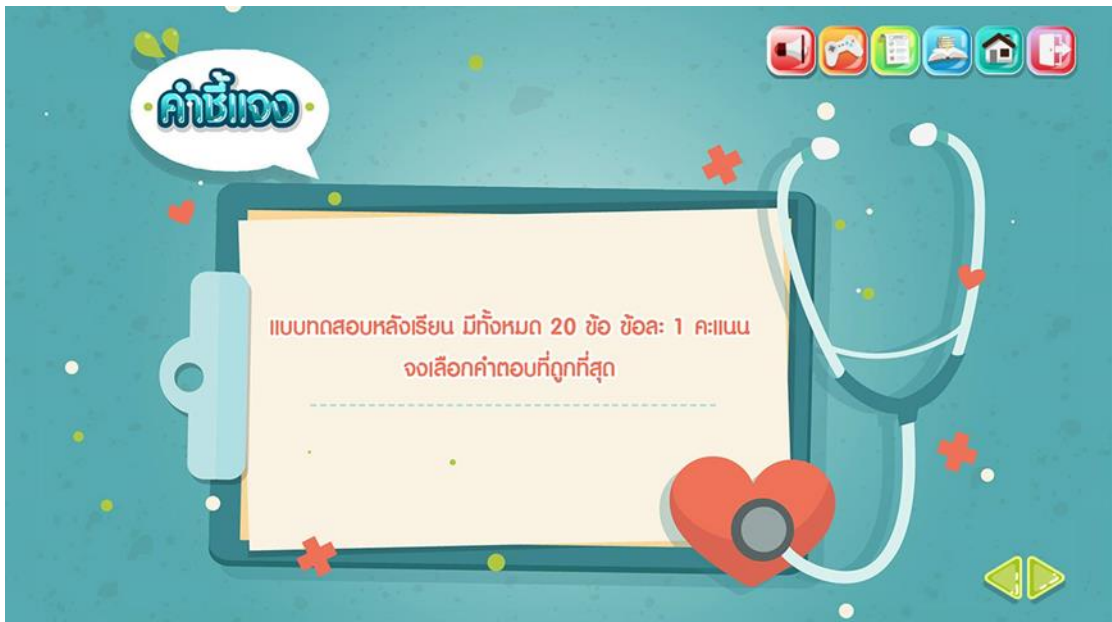 คำชี้แจง
แบบทดสอบหลังเรียน มีทั้งหมด 20 ข้อ ข้อละ 1 คะแนน
จงเลือกคำตอบที่ถูกที่สุด